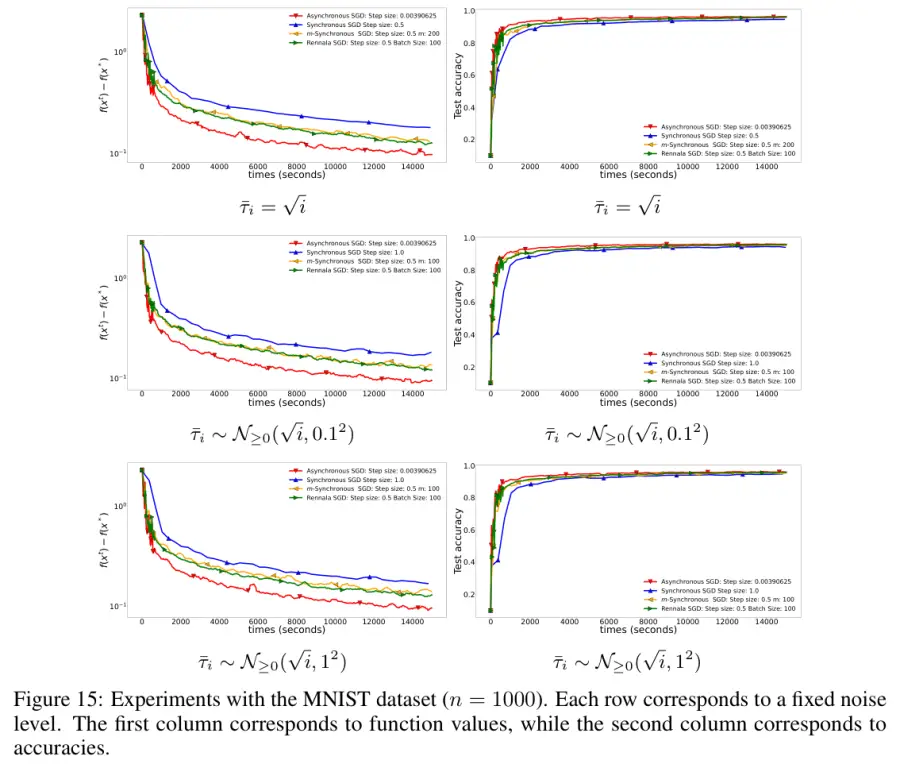 Asynchronous SGD: Step size: 0.00390625
Synchronous SGD Step size: 0.5
m-Synchronous SGD: Step size: 0.5 m: 200
Rennala SGD: Step size: 0.5 Batch Size: 100
f(x^t) − f(x^*)
10^0
10^−1
0 2000 4000 6000 8000 10000 12000 14000
times (seconds)
τ̄_i = √i
Asynchronous SGD: Step size: 0.00390625
Synchronous SGD Step size: 0.5
m-Synchronous SGD: Step size: 0.5 m: 200
Rennala SGD: Step size: 0.5 Batch Size: 100
Test accuracy
1.0
0.8
0.6
0.4
0.2
0 2000 4000 6000 8000 10000 12000 14000
times (seconds)
τ̄_i = √i
Asynchronous SGD: Step size: 0.00390625
Synchronous SGD Step size: 1.0
m-Synchronous SGD: Step size: 0.5 m: 100
Rennala SGD: Step size: 0.5 Batch Size: 100
f(x^t) − f(x^*)
10^0
10^−1
0 2000 4000 6000 8000 10000 12000 14000
times (seconds)
τ̄_i ∼ N_≥0(√i, 0.1²)
Asynchronous SGD: Step size: 0.00390625
Synchronous SGD Step size: 1.0
m-Synchronous SGD: Step size: 0.5 m: 100
Rennala SGD: Step size: 0.5 Batch Size: 100
Test accuracy
1.0
0.8
0.6
0.4
0.2
0 2000 4000 6000 8000 10000 12000 14000
times (seconds)
τ̄_i ∼ N_≥0(√i, 0.1²)
Asynchronous SGD: Step size: 0.00390625
Synchronous SGD Step size: 1.0
m-Synchronous SGD: Step size: 0.5 m: 100
Rennala SGD: Step size: 0.5 Batch Size: 100
f(x^t) − f(x^*)
10^0
10^−1
0 2000 4000 6000 8000 10000 12000 14000
times (seconds)
τ̄_i ∼ N_≥0(√i, 1²)
Asynchronous SGD: Step size: 0.00390625
Synchronous SGD Step size: 1.0
m-Synchronous SGD: Step size: 0.5 m: 100
Rennala SGD: Step size: 0.5 Batch Size: 100
Test accuracy
1.0
0.8
0.6
0.4
0.2
0 2000 4000 6000 8000 10000 12000 14000
times (seconds)
τ̄_i ∼ N_≥0(√i, 1²)
Figure 15: Experiments with the MNIST dataset (n = 1000). Each row corresponds to a fixed noise
level. The first column corresponds to function values, while the second column corresponds to
accuracies.